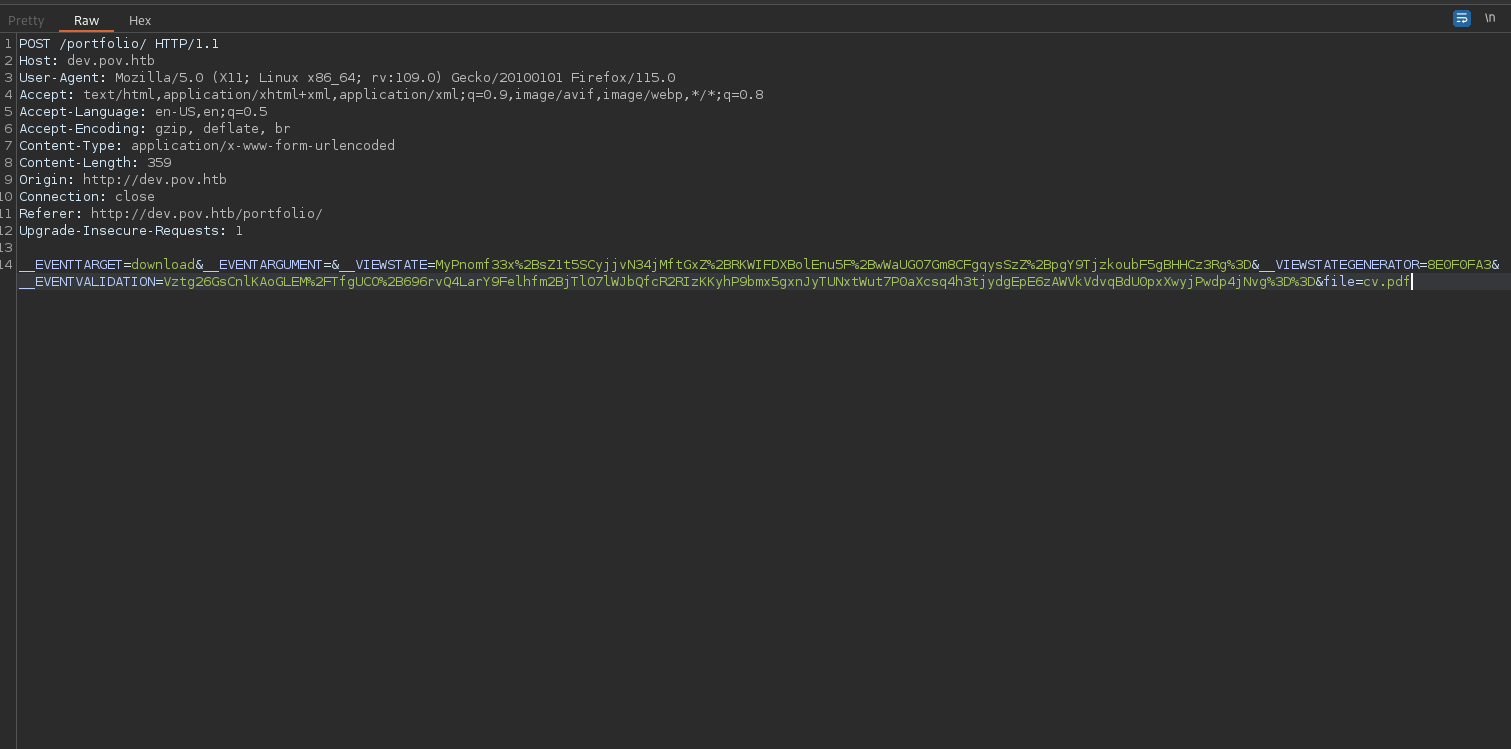 Pretty Raw Hex \n
1 POST /portfolio/ HTTP/1.1
2 Host: dev.pov.htb
3 User-Agent: Mozilla/5.0 (X11; Linux x86_64; rv:109.0) Gecko/20100101 Firefox/115.0
4 Accept: text/html,application/xhtml+xml,application/xml;q=0.9,image/avif,image/webp,*/*;q=0.8
5 Accept-Language: en-US,en;q=0.5
6 Accept-Encoding: gzip, deflate, br
7 Content-Type: application/x-www-form-urlencoded
8 Content-Length: 359
9 Origin: http://dev.pov.htb
10 Connection: close
11 Referer: http://dev.pov.htb/portfolio/
12 Upgrade-Insecure-Requests: 1
13
14 __EVENTTARGET=download&__EVENTARGUMENT=&__VIEWSTATE=MyPnomf33x%2BsZ1t5SCyjjvN34jMftGxZ%2BRKWIFDXBolEnu5F%2BwWaUGO7Gm8CFgqysSzZ%2BpgY9TjzkoubF5gBHHCz3Rg%3D&__VIEWSTATEGENERATOR=8E0F0FA3&
__EVENTVALIDATION=Vztg26GsCnlKAoGLEM%2FTfgUCO%2B696rvQ4LarY9Felhfm2BjTlO7lWJbQfcR2RIzKKyhP9bmx5gxnJyTUNxtWut7P0aXcsq4h3tjydgEpE6zAWVkVdvqBdU0pxXwyjPwdp4jNvg%3D%3D&file=cv.pdf